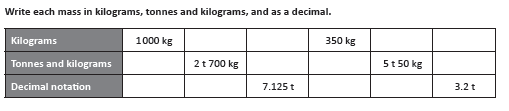 Write each mass in kilograms, tonnes and kilograms, and as a decimal.
Kilograms 1000 kg 350 kg
Tonnes and kilograms 2 t 700 kg 5 t 50 kg
Decimal notation 7.125 t 3.2 t